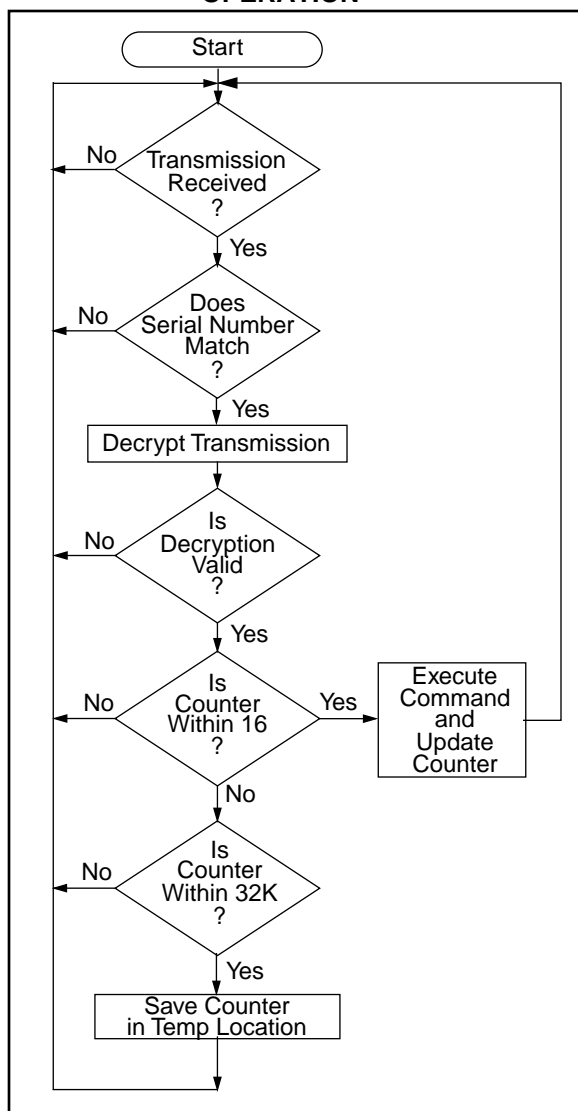 OPERATION
Start
No
Transmission
Received
?
Yes
No
Does
Serial Number
Match
?
Yes
Decrypt Transmission
No
Is
Decryption
Valid
?
Yes
No
Is
Counter
Within 16
?
Yes
Execute
Command
and
Update
Counter
No
No
Is
Counter
Within 32K
?
Yes
Save Counter
in Temp Location